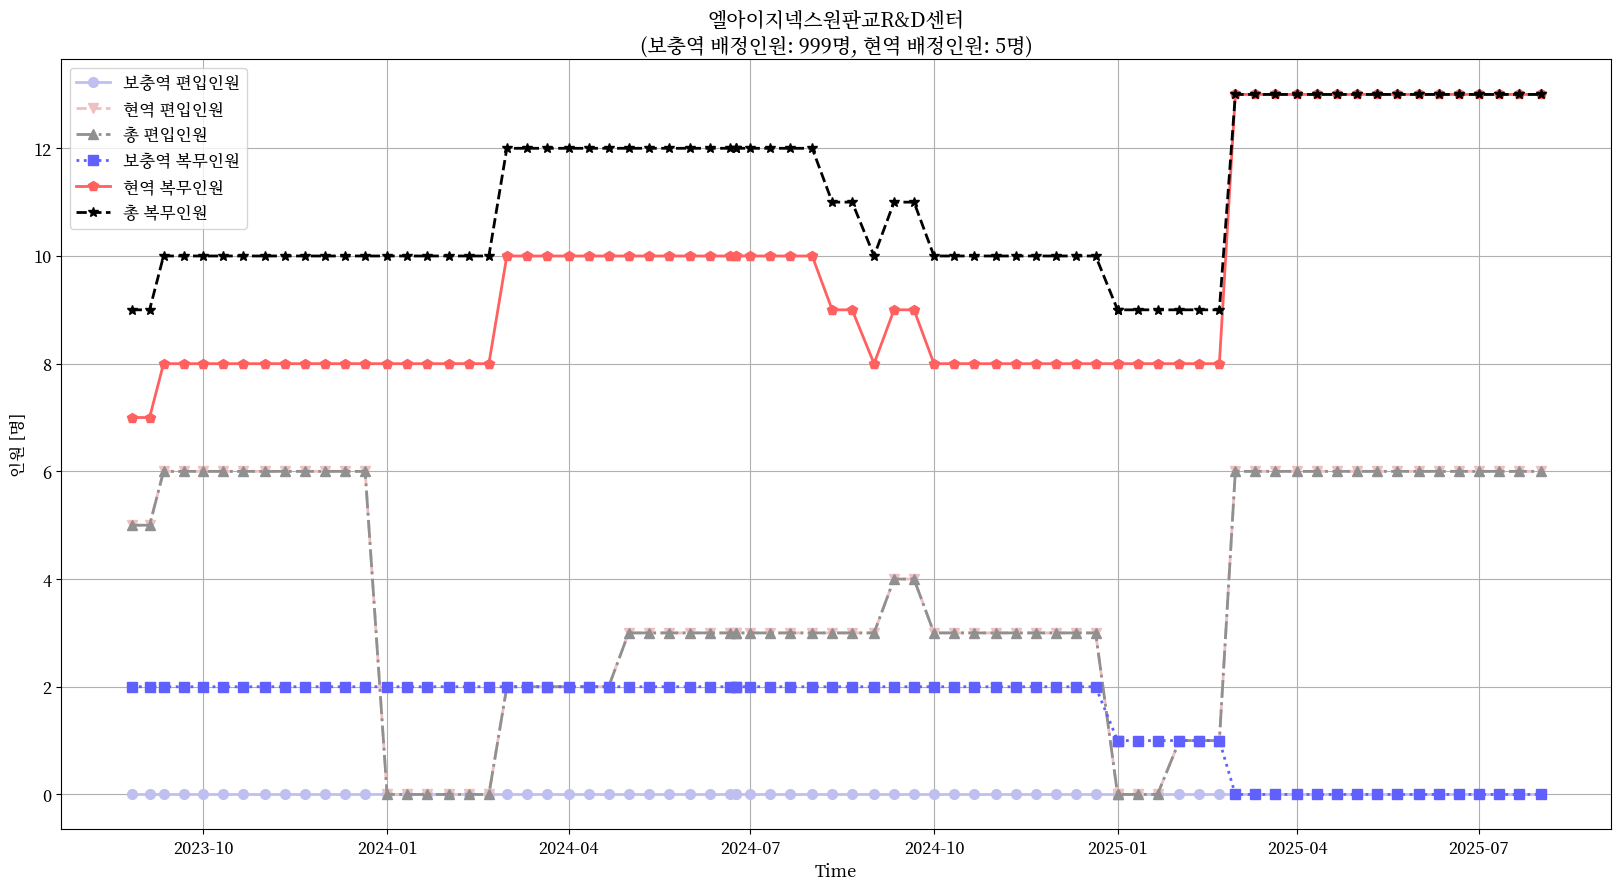 엘아이지넥스원판교R&D센터
(보충역 배정인원: 999명, 현역 배정인원: 5명)
보충역 편입인원
현역 편입인원
총 편입인원
보충역 복무인원
현역 복무인원
총 복무인원
인원 [명]
12
10
8
6
4
2
0
2023-10
2024-01
2024-04
2024-07
2024-10
2025-01
2025-04
2025-07
Time